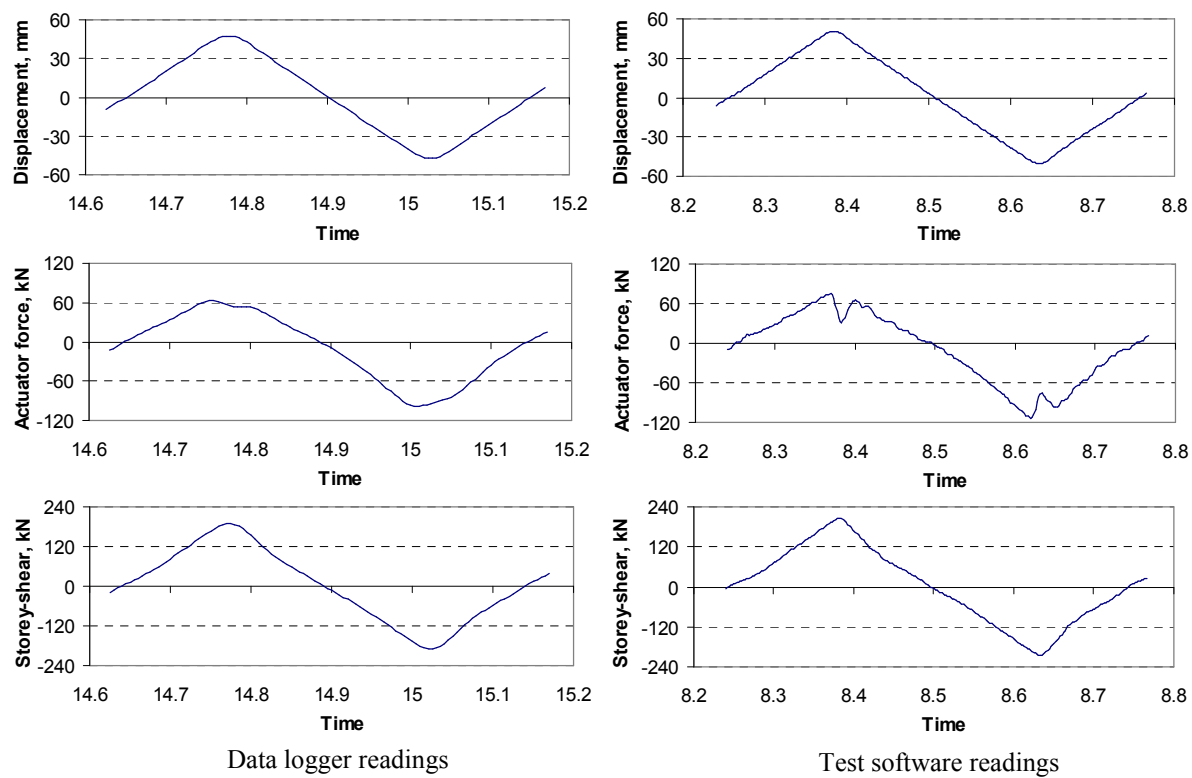 Displacement, mm
60
30
0
-30
-60
14.6 14.7 14.8 14.9 15 15.1 15.2
Time
Displacement, mm
60
30
0
-30
-60
8.2 8.3 8.4 8.5 8.6 8.7 8.8
Time
Actuator force, kN
120
60
0
-60
-120
14.6 14.7 14.8 14.9 15 15.1 15.2
Time
Actuator force, kN
120
60
0
-60
-120
8.2 8.3 8.4 8.5 8.6 8.7 8.8
Time
Storey-shear, kN
240
120
0
-120
-240
14.6 14.7 14.8 14.9 15 15.1 15.2
Time
Storey-shear, kN
240
120
0
-120
-240
8.2 8.3 8.4 8.5 8.6 8.7 8.8
Time
Data logger readings
Test software readings